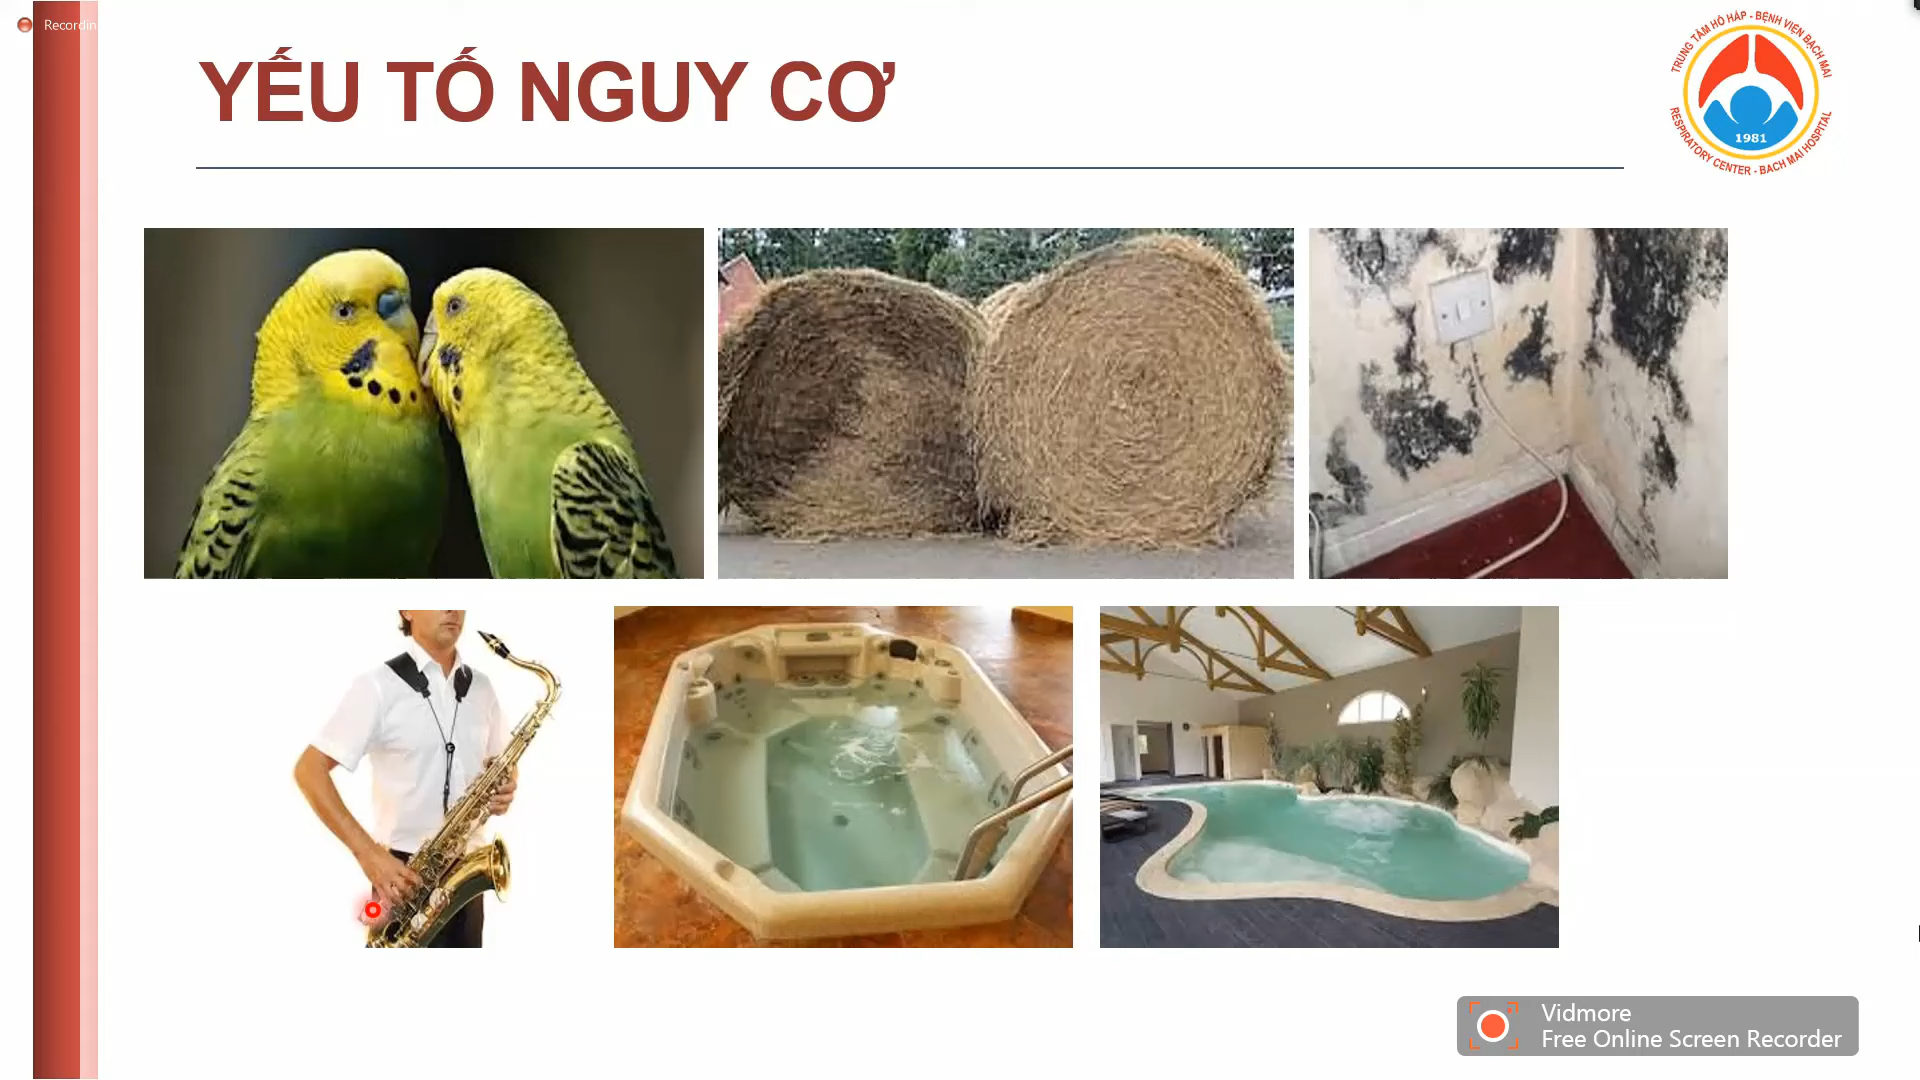 Recordin
YẾU TỐ NGUY CƠ
TRUNG TÂM HÔ HẤP - BỆNH VIỆN BẠCH MAI
1981
RESPIRATORY CENTER - BACH MAI HOSPITAL
Vidmore
Free Online Screen Recorder